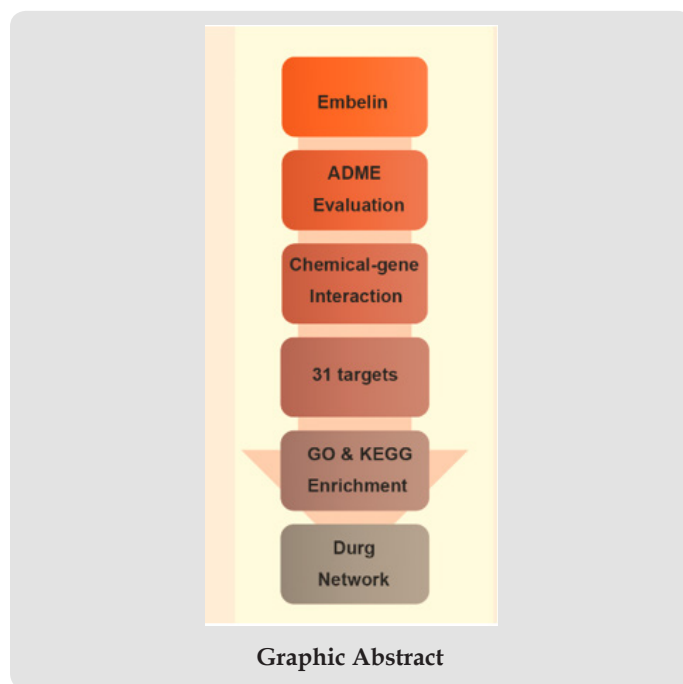 Embelin
ADME
Evaluation
Chemical-gene
Interaction
31 targets
GO & KEGG
Enrichment
Durg
Network
Graphic Abstract